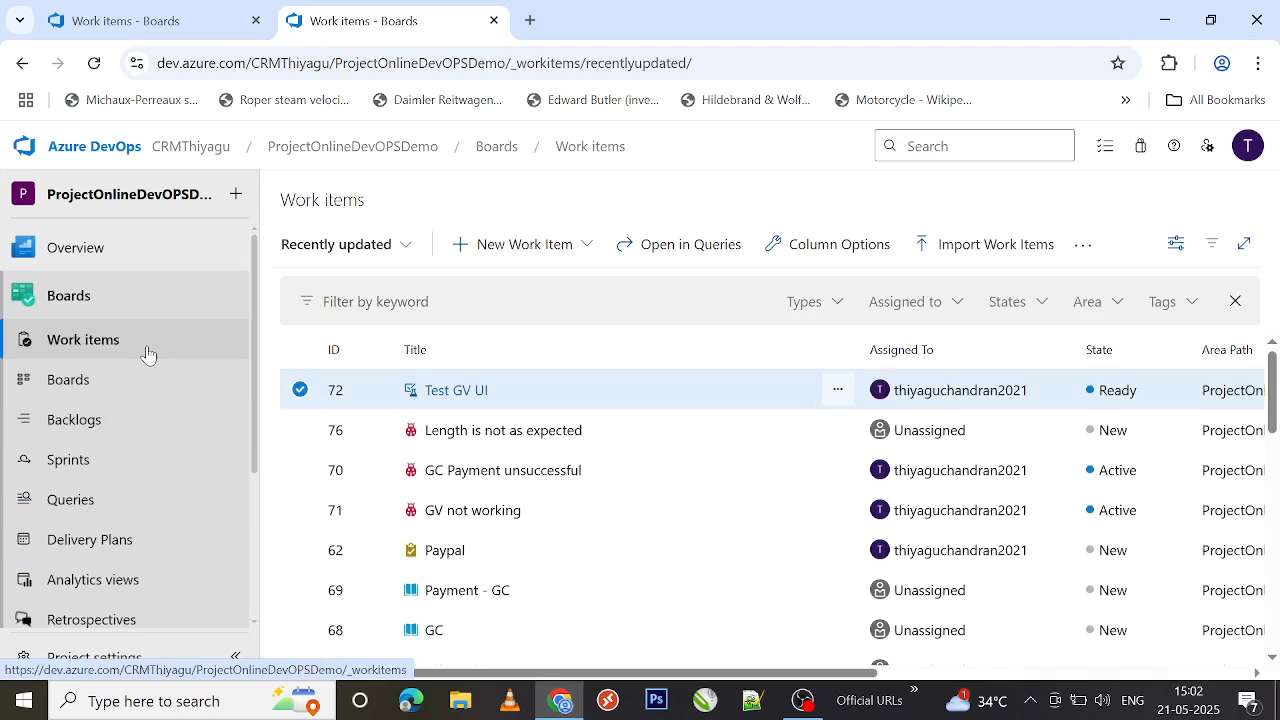 Work items - Boards
Work items - Boards
dev.azure.com/CRMThiyagu/ProjectOnlineDevOPSDemo/_workitems/recentlyupdated/
Michaux-Perreaux s...
Roper steam veloci...
Daimler Reitwagen...
Edward Butler (inve...
Hildebrand & Wolf...
Motorcycle - Wikipe...
All Bookmarks
Azure DevOps CRMThiyagu / ProjectOnlineDevOPSDemo / Boards / Work items
Search
T
P ProjectOnlineDevOPSD...
Overview
Boards
Work items
Boards
Backlogs
Sprints
Queries
Delivery Plans
Analytics views
Retrospectives
Work items
Recently updated
New Work Item
Open in Queries
Column Options
Import Work Items
Filter by keyword Types Assigned to States Area Tags
ID Title Assigned To State Area Path
72 Test GV UI T thiyaguchandran2021 Ready ProjectOnl
76 Length is not as expected Unassigned New ProjectOnl
70 GC Payment unsuccessful T thiyaguchandran2021 Active ProjectOnl
71 GV not working T thiyaguchandran2021 Active ProjectOnl
62 Paypal T thiyaguchandran2021 New ProjectOnl
69 Payment - GC Unassigned New ProjectOnl
68 GC Unassigned New ProjectOnl
https://dev.azure.com/CRMThiyagu/ProjectOnlineDevOPSDemo/_workitems
Type here to search
Ps
Official URLs
1
34°C
ENG
15:02
21-05-2025
7